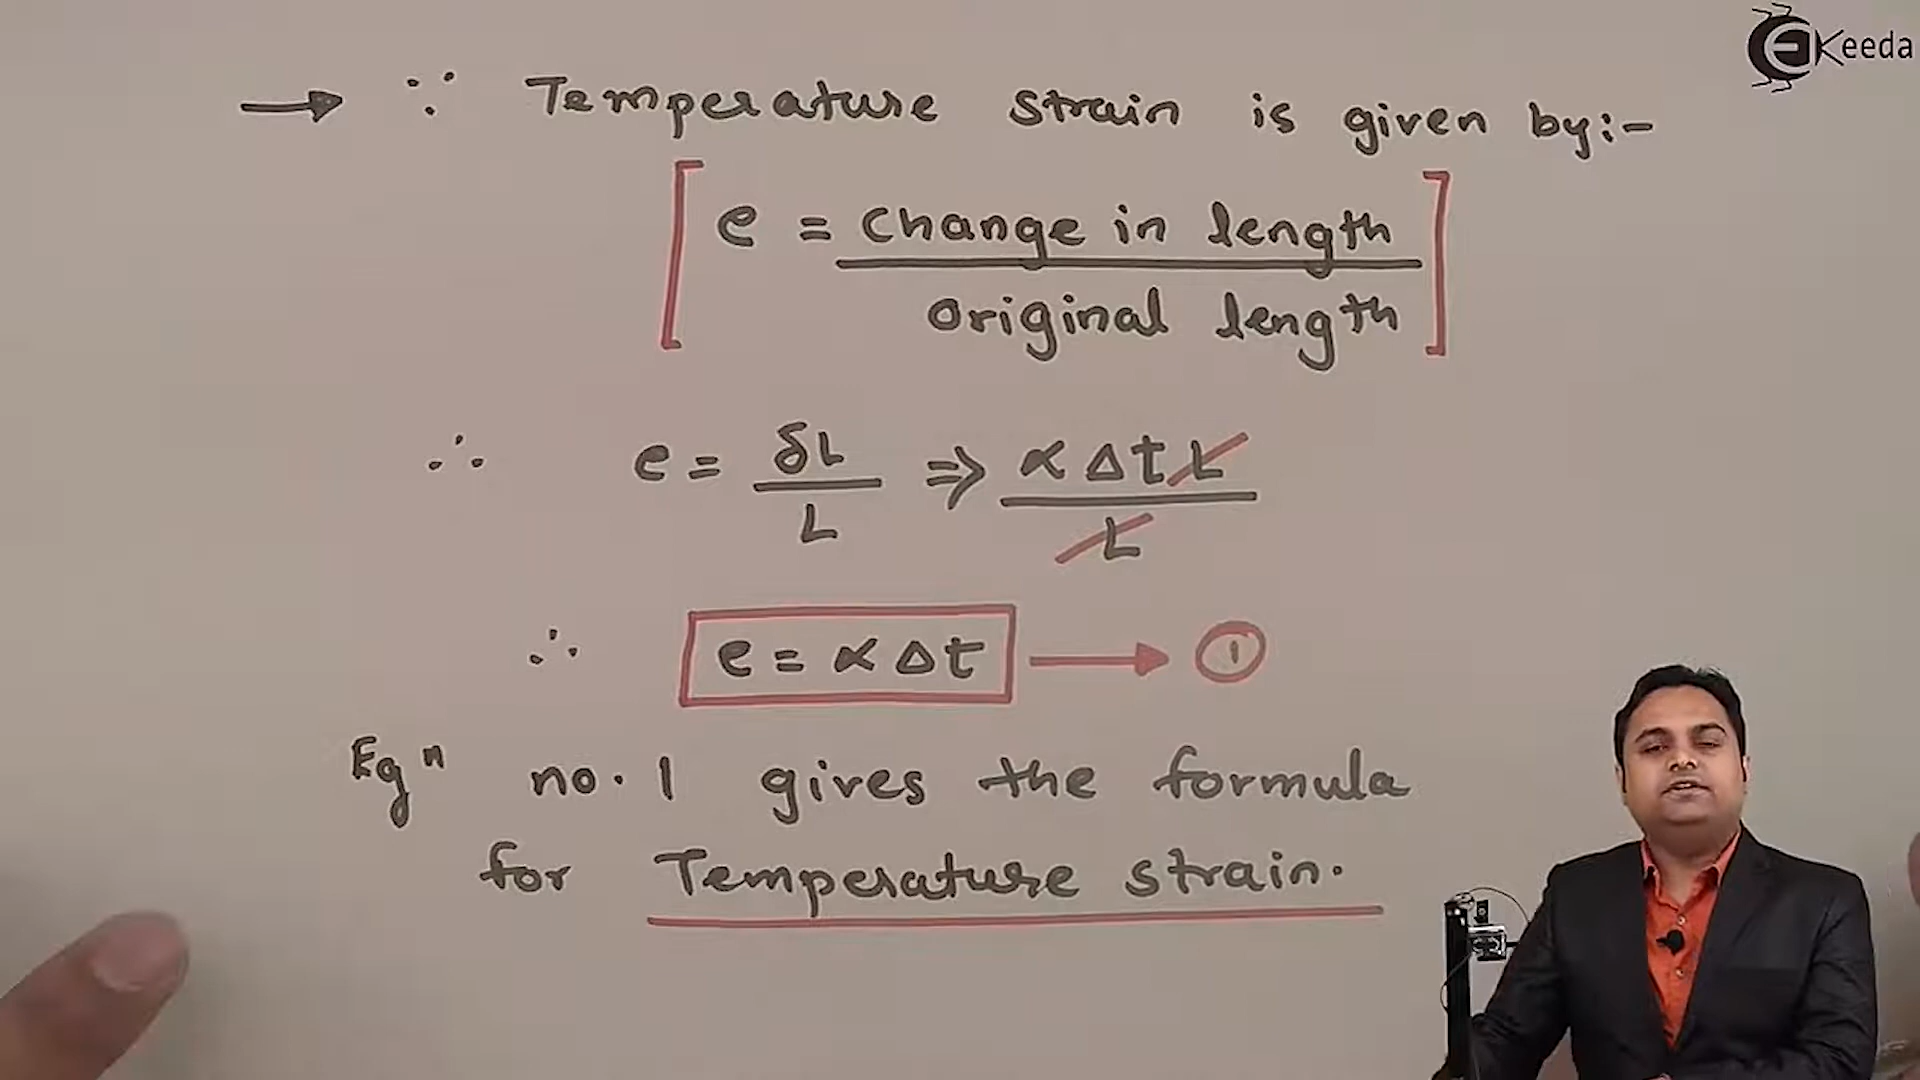 Ekeeda
→ ∵ Temperature strain is given by:-
[ e = change in length / original length ]
∴ e = δL / L ⇒ α Δt L / L
∴ e = α Δt → ①
Eqⁿ no. 1 gives the formula
for Temperature strain.